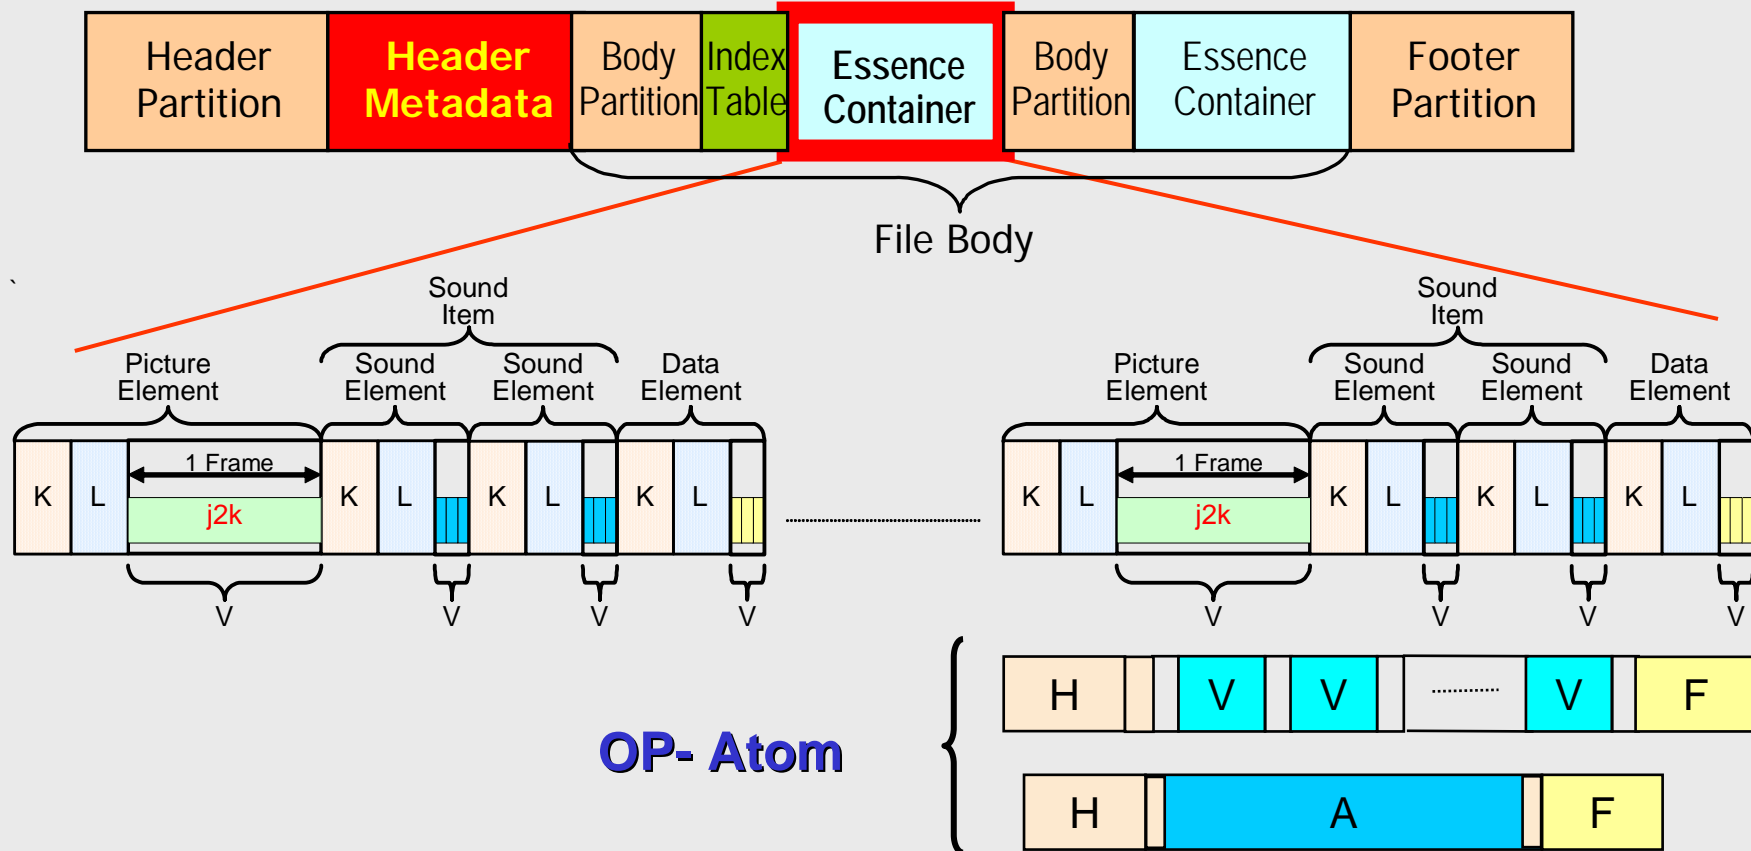 Header
Partition
Header
Metadata
Body
Partition
Index
Table
Essence
Container
Body
Partition
Essence
Container
Footer
Partition
File Body
`
Sound
Item
Sound
Item
Picture
Element
Sound
Element
Sound
Element
Data
Element
Picture
Element
Sound
Element
Sound
Element
Data
Element
K L 1 Frame j2k K L K L K L
K L 1 Frame j2k K L K L K L
V V V V
V V V V
H V V V F
OP- Atom
H A F